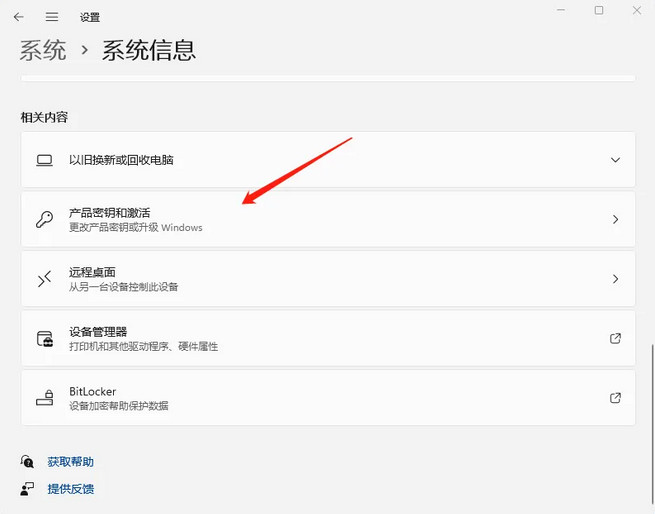 设置
系统 › 系统信息
相关内容
以旧换新或回收电脑
产品密钥和激活
更改产品密钥或升级 Windows
远程桌面
从另一台设备控制此设备
设备管理器
打印机和其他驱动程序、硬件属性
BitLocker
设备加密帮助保护数据
获取帮助
提供反馈